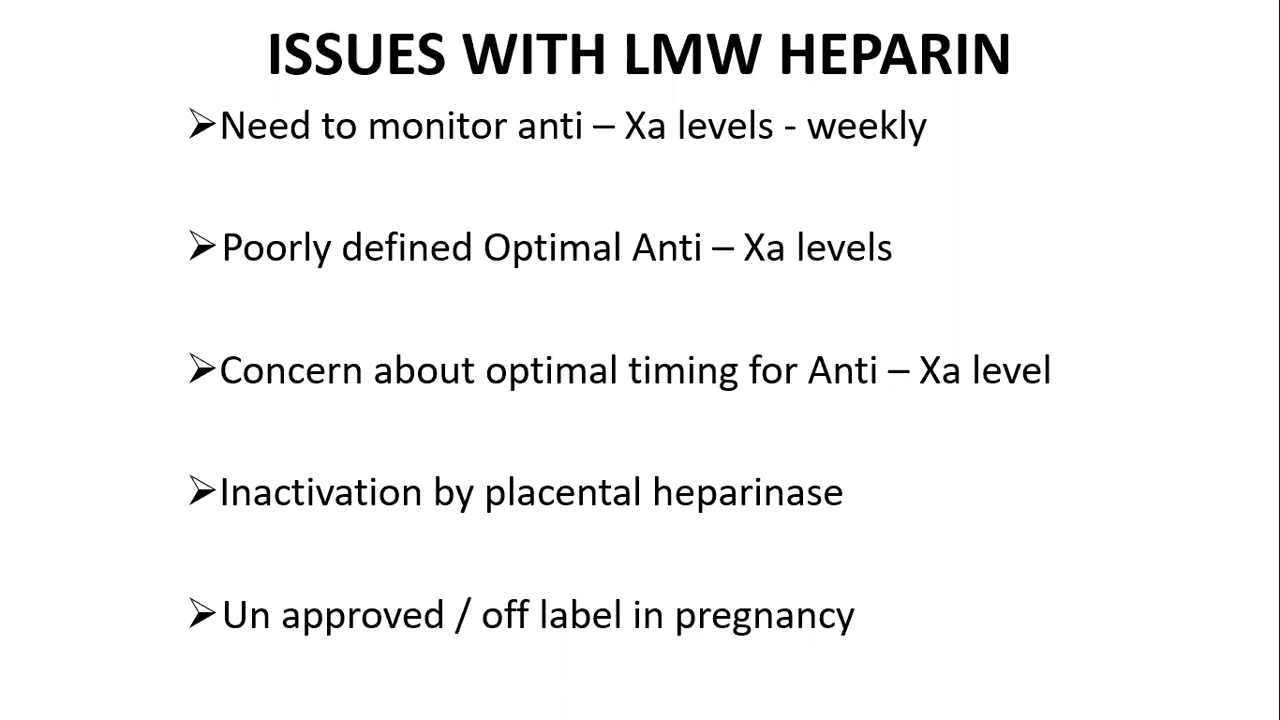 ISSUES WITH LMW HEPARIN
➢Need to monitor anti – Xa levels - weekly
➢Poorly defined Optimal Anti – Xa levels
➢Concern about optimal timing for Anti – Xa level
➢Inactivation by placental heparinase
➢Un approved / off label in pregnancy